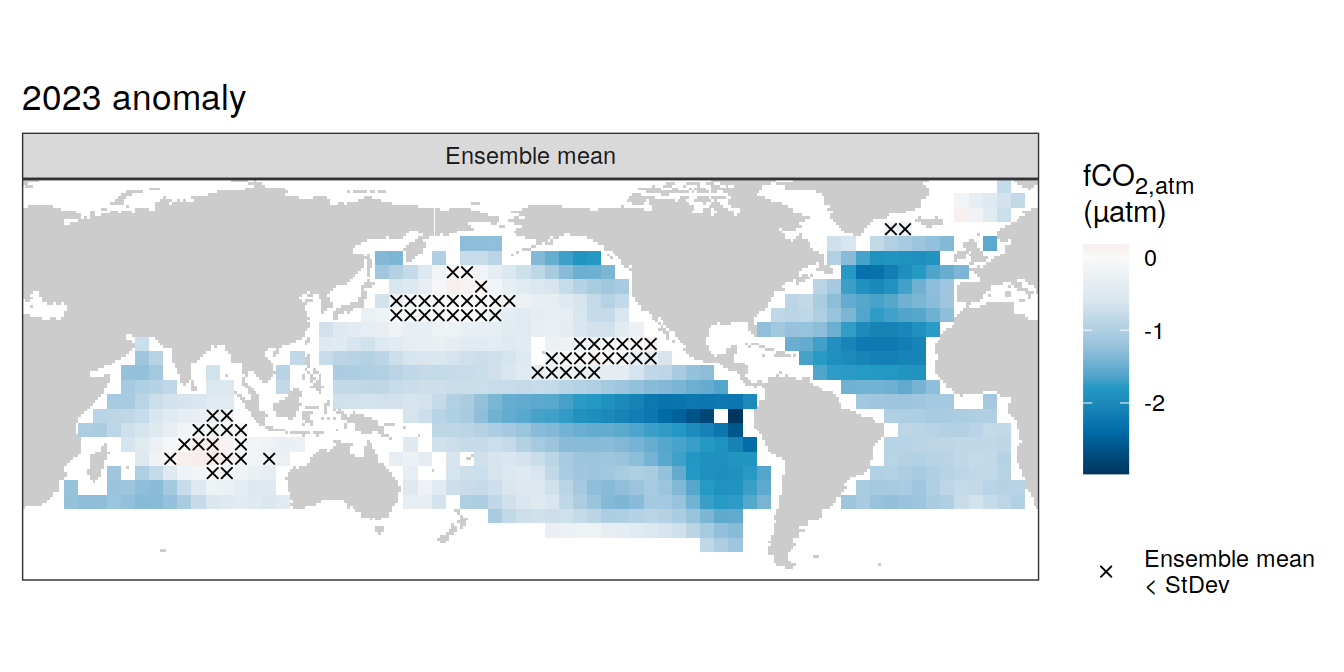 2023 anomaly
Ensemble mean
fCO2,atm
(µatm)
0
-1
-2
Ensemble mean
< StDev